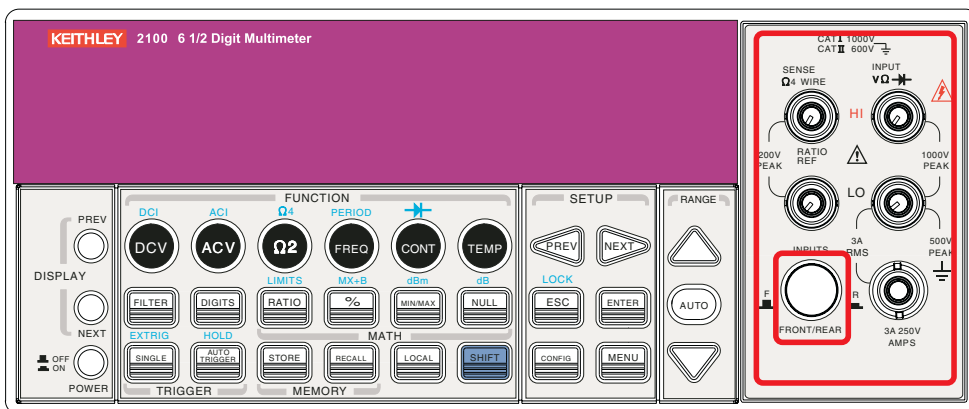 KEITHLEY 2100 6 1/2 Digit Multimeter
CAT I 1000V
CAT II 600V
SENSE
Ω4 WIRE
INPUT
VΩ
HI
RATIO
REF
200V
PEAK
1000V
PEAK
LO
INPUTS
3A
RMS
500V
PEAK
F
R
FRONT/REAR
3A 250V
AMPS
PREV
DISPLAY
NEXT
OFF
ON
POWER
FUNCTION
DCI
ACI
Ω4
PERIOD
DCV
ACV
Ω2
FREQ
CONT
TEMP
LIMITS
MX+B
dBm
dB
FILTER
DIGITS
RATIO
%
MIN/MAX
NULL
EXTRIG
HOLD
MATH
SINGLE
AUTO
TRIGGER
STORE
RECALL
LOCAL
SHIFT
TRIGGER
MEMORY
SETUP
PREV
NEXT
LOCK
ESC
ENTER
CONFIG
MENU
RANGE
AUTO